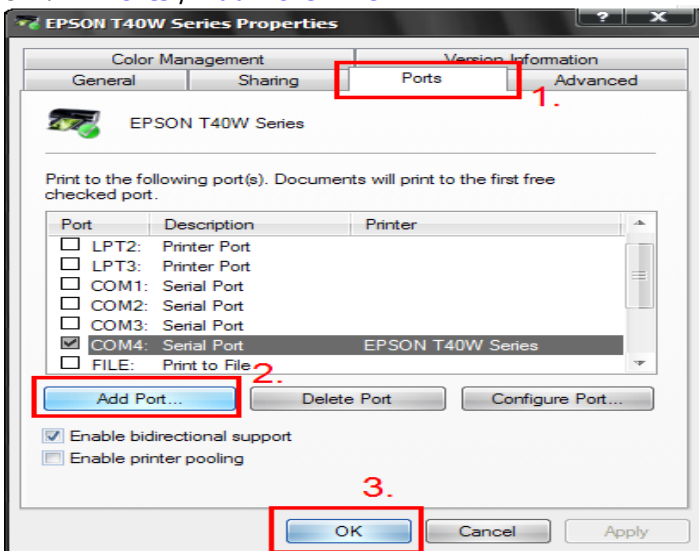 EPSON T40W Series Properties
? X
Color Management Version Information
General Sharing Ports Advanced
1.
EPSON T40W Series
Print to the following port(s). Documents will print to the first free
checked port.
Port Description Printer
LPT2: Printer Port
LPT3: Printer Port
COM1: Serial Port
COM2: Serial Port
COM3: Serial Port
COM4: Serial Port EPSON T40W Series
FILE: Print to File
2.
Add Port... Delete Port Configure Port...
Enable bidirectional support
Enable printer pooling
3.
OK Cancel Apply